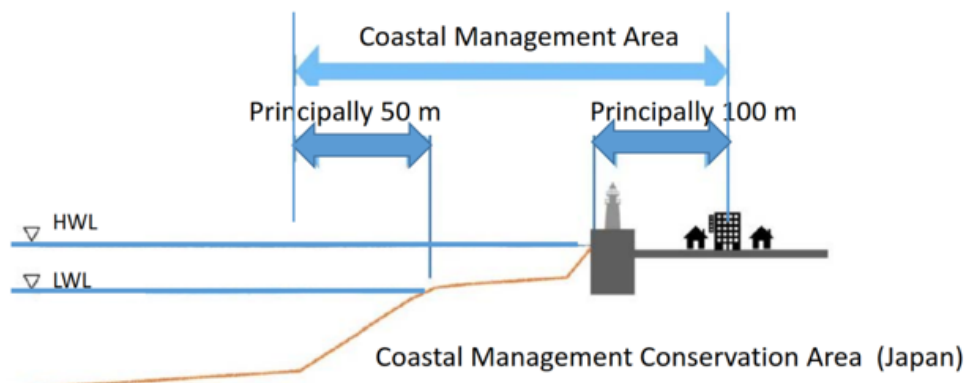 Coastal Management Area
Principally 50 m
Principally 100 m
HWL
LWL
Coastal Management Conservation Area (Japan)